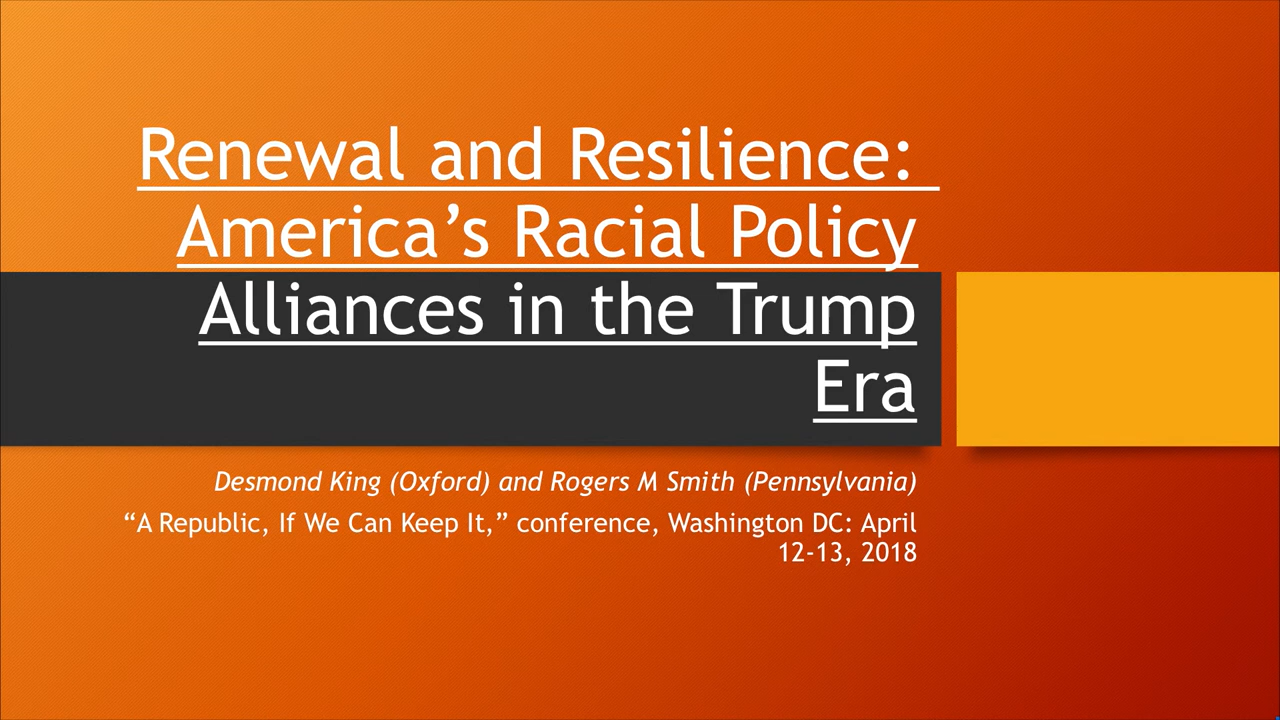 Renewal and Resilience:
America’s Racial Policy
Alliances in the Trump
Era
Desmond King (Oxford) and Rogers M Smith (Pennsylvania)
“A Republic, If We Can Keep It,” conference, Washington DC: April
12-13, 2018